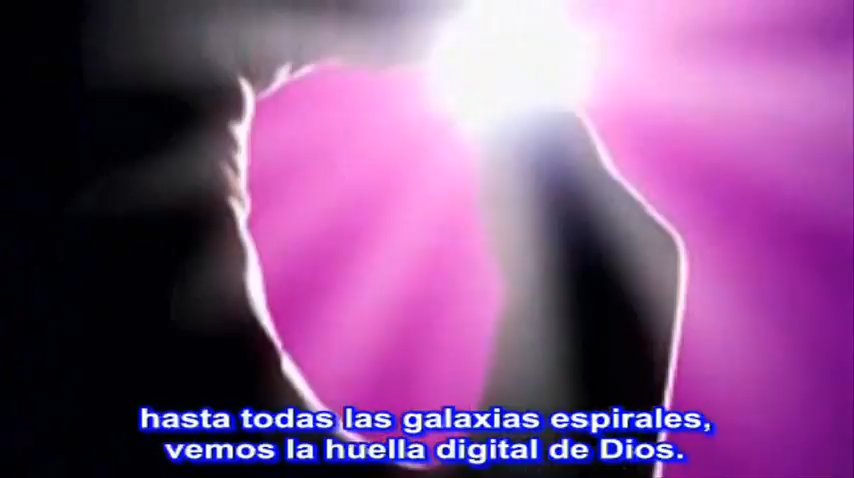 hasta todas las galaxias espirales,
vemos la huella digital de Dios.